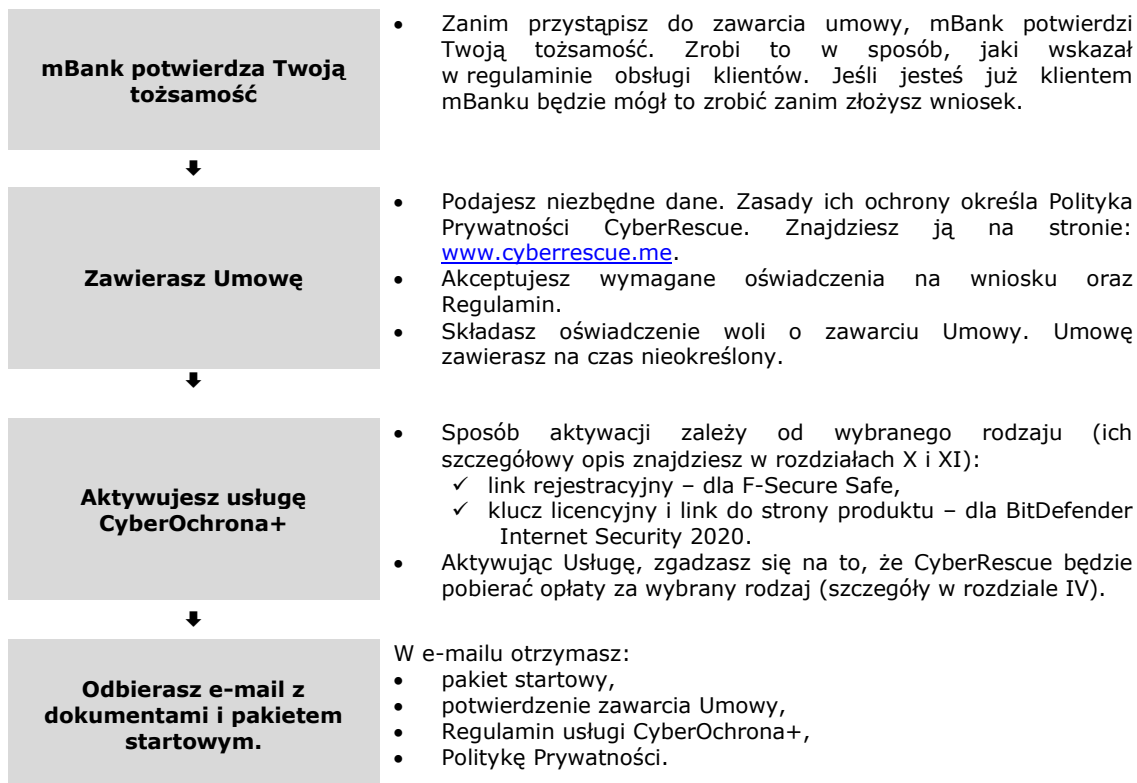 mBank potwierdza Twoją
tożsamość
• Zanim przystąpisz do zawarcia umowy, mBank potwierdzi
Twoją tożsamość. Zrobi to w sposób, jaki wskazał
w regulaminie obsługi klientów. Jeśli jesteś już klientem
mBanku będzie mógł to zrobić zanim złożysz wniosek.
🡇
Zawierasz Umowę
• Podajesz niezbędne dane. Zasady ich ochrony określa Polityka
Prywatności CyberRescue. Znajdziesz ją na stronie:
www.cyberrescue.me.
• Akceptujesz wymagane oświadczenia na wniosku oraz
Regulamin.
• Składasz oświadczenie woli o zawarciu Umowy. Umowę
zawierasz na czas nieokreślony.
🡇
Aktywujesz usługę
CyberOchrona+
• Sposób aktywacji zależy od wybranego rodzaju (ich
szczegółowy opis znajdziesz w rozdziałach X i XI):
✓ link rejestracyjny – dla F-Secure Safe,
✓ klucz licencyjny i link do strony produktu – dla BitDefender
Internet Security 2020.
• Aktywując Usługę, zgadzasz się na to, że CyberRescue będzie
pobierać opłaty za wybrany rodzaj (szczegóły w rozdziale IV).
🡇
Odbierasz e-mail z
dokumentami i pakietem
startowym.
W e-mailu otrzymasz:
• pakiet startowy,
• potwierdzenie zawarcia Umowy,
• Regulamin usługi CyberOchrona+,
• Politykę Prywatności.